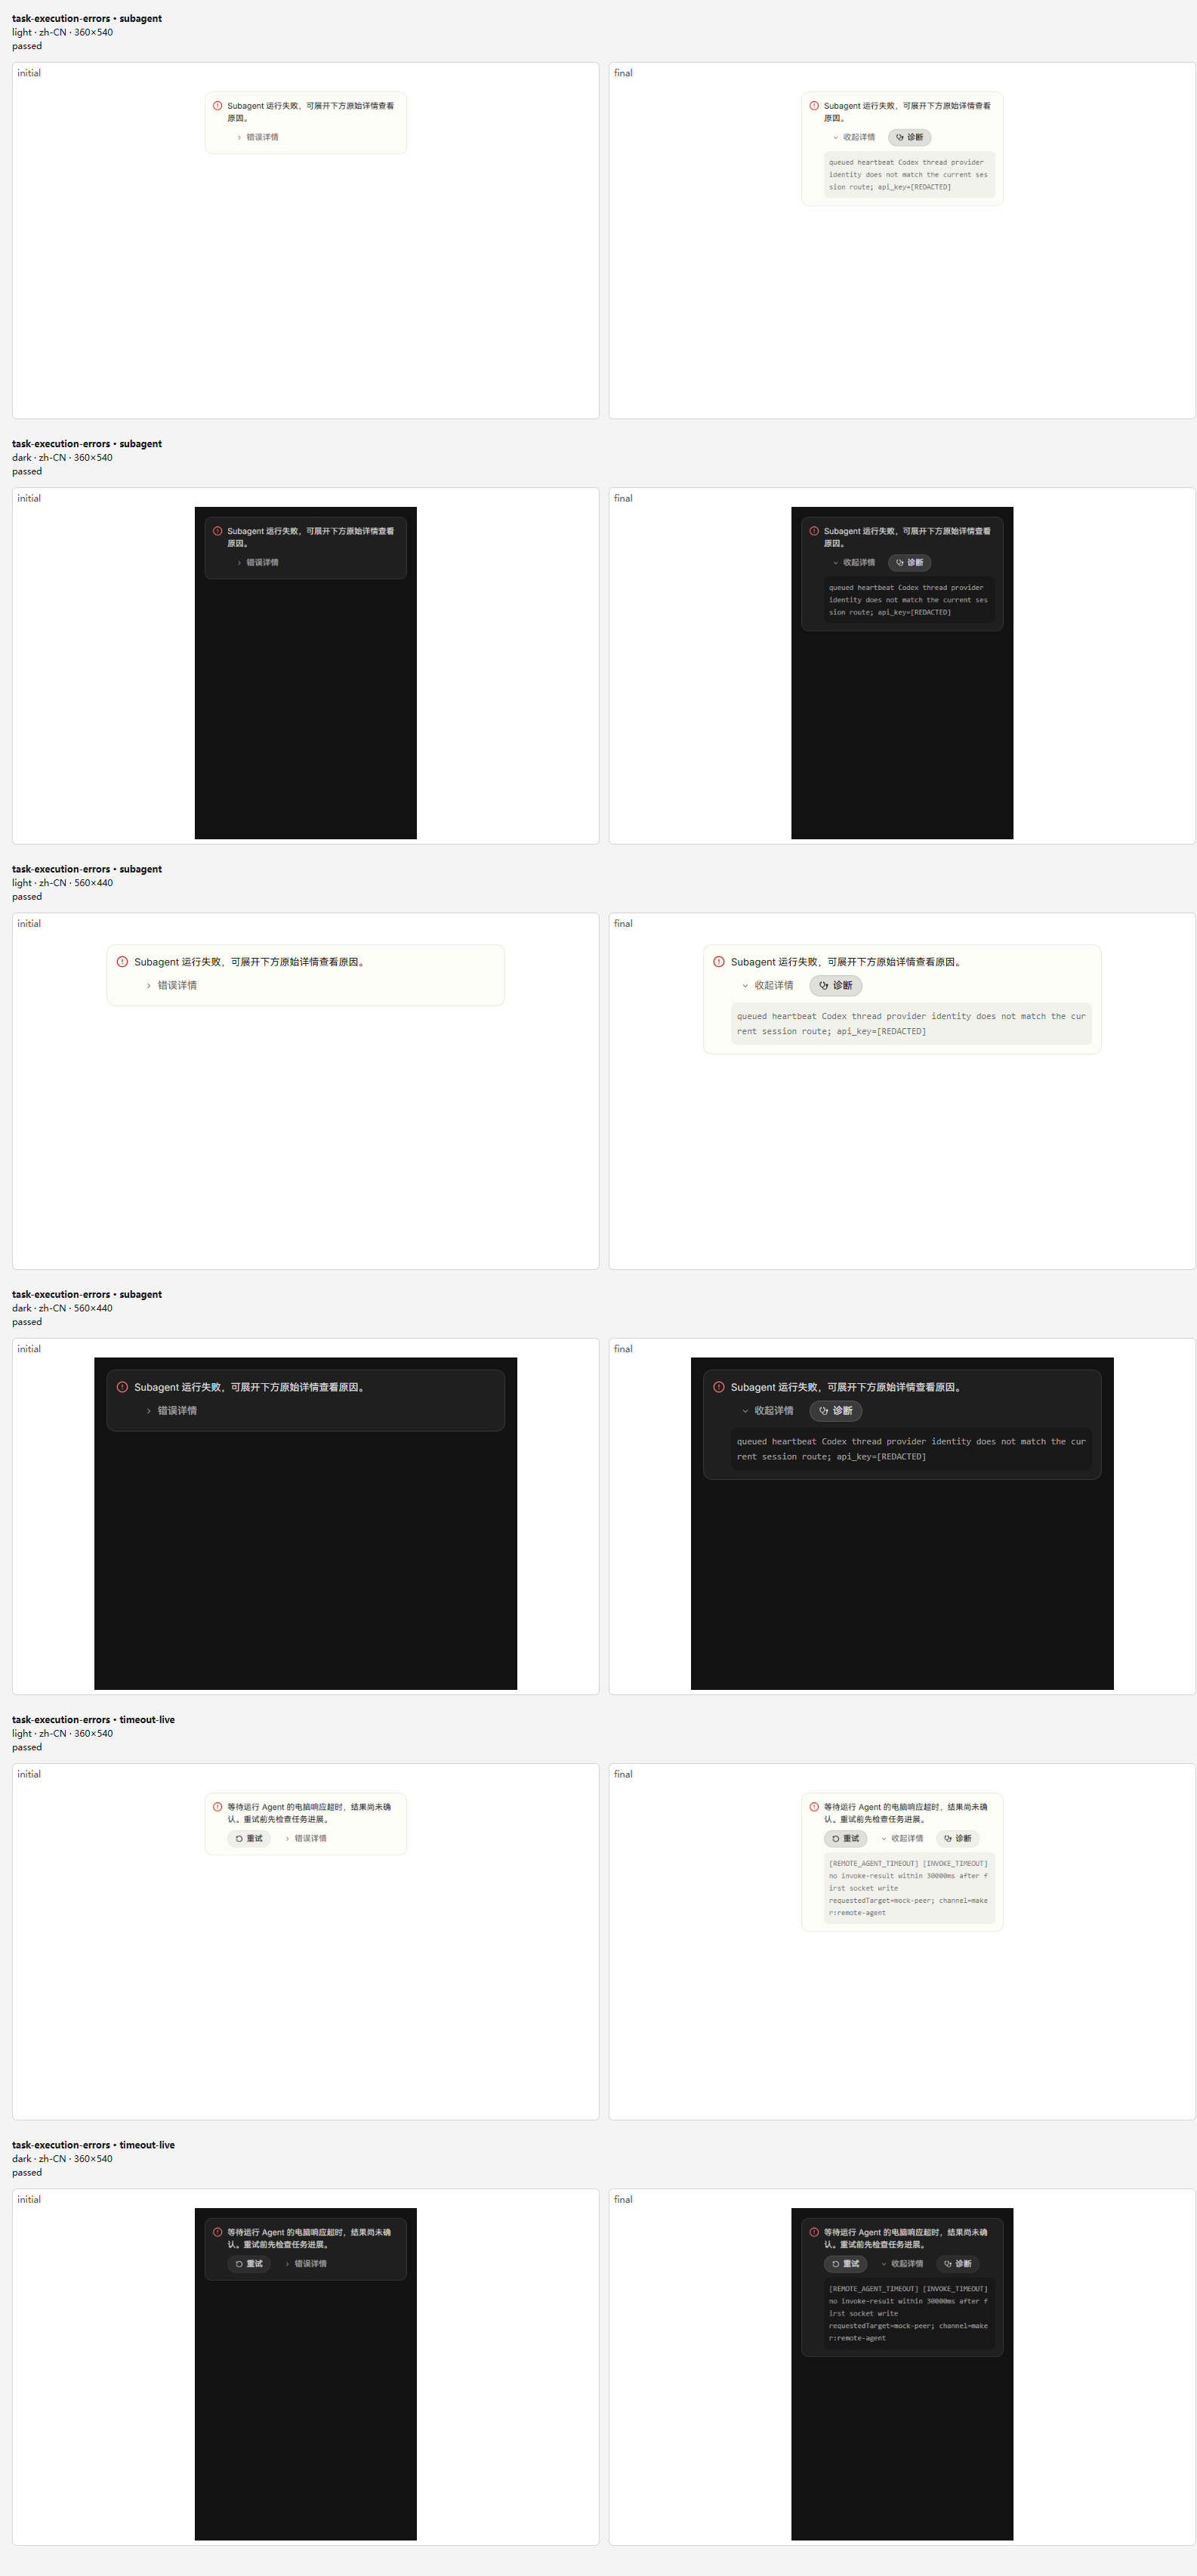 task-execution-errors • subagent
light · zh-CN · 360×540
passed
initial
Subagent 运行失败，可展开下方原始详情查看
原因。
错误详情
final
Subagent 运行失败，可展开下方原始详情查看
原因。
收起详情 诊断
queued heartbeat Codex thread provider
identity does not match the current ses
sion route; api_key=[REDACTED]
task-execution-errors • subagent
dark · zh-CN · 360×540
passed
initial
Subagent 运行失败，可展开下方原始详情查看
原因。
错误详情
final
Subagent 运行失败，可展开下方原始详情查看
原因。
收起详情 诊断
queued heartbeat Codex thread provider
identity does not match the current ses
sion route; api_key=[REDACTED]
task-execution-errors • subagent
light · zh-CN · 560×440
passed
initial
Subagent 运行失败，可展开下方原始详情查看原因。
错误详情
final
Subagent 运行失败，可展开下方原始详情查看原因。
收起详情 诊断
queued heartbeat Codex thread provider identity does not match the cur
rent session route; api_key=[REDACTED]
task-execution-errors • subagent
dark · zh-CN · 560×440
passed
initial
Subagent 运行失败，可展开下方原始详情查看原因。
错误详情
final
Subagent 运行失败，可展开下方原始详情查看原因。
收起详情 诊断
queued heartbeat Codex thread provider identity does not match the cur
rent session route; api_key=[REDACTED]
task-execution-errors • timeout-live
light · zh-CN · 360×540
passed
initial
等待运行 Agent 的电脑响应超时，结果尚未确
认。重试前先检查任务进展。
重试 错误详情
final
等待运行 Agent 的电脑响应超时，结果尚未确
认。重试前先检查任务进展。
重试 收起详情 诊断
[REMOTE_AGENT_TIMEOUT] [INVOKE_TIMEOUT]
no invoke-result within 30000ms after f
irst socket write
requestedTarget=mock-peer; channel=make
r:remote-agent
task-execution-errors • timeout-live
dark · zh-CN · 360×540
passed
initial
等待运行 Agent 的电脑响应超时，结果尚未确
认。重试前先检查任务进展。
重试 错误详情
final
等待运行 Agent 的电脑响应超时，结果尚未确
认。重试前先检查任务进展。
重试 收起详情 诊断
[REMOTE_AGENT_TIMEOUT] [INVOKE_TIMEOUT]
no invoke-result within 30000ms after f
irst socket write
requestedTarget=mock-peer; channel=make
r:remote-agent